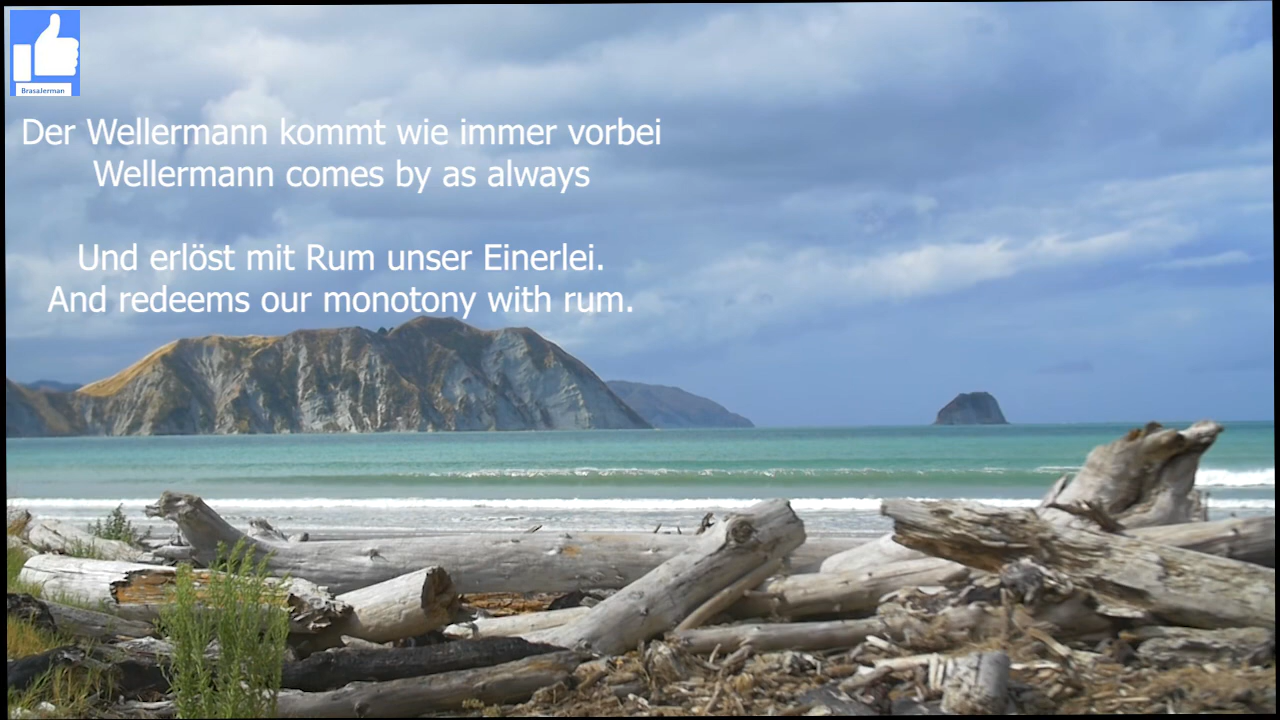 BrasaJerman
Der Wellermann kommt wie immer vorbei
Wellermann comes by as always
Und erlöst mit Rum unser Einerlei.
And redeems our monotony with rum.